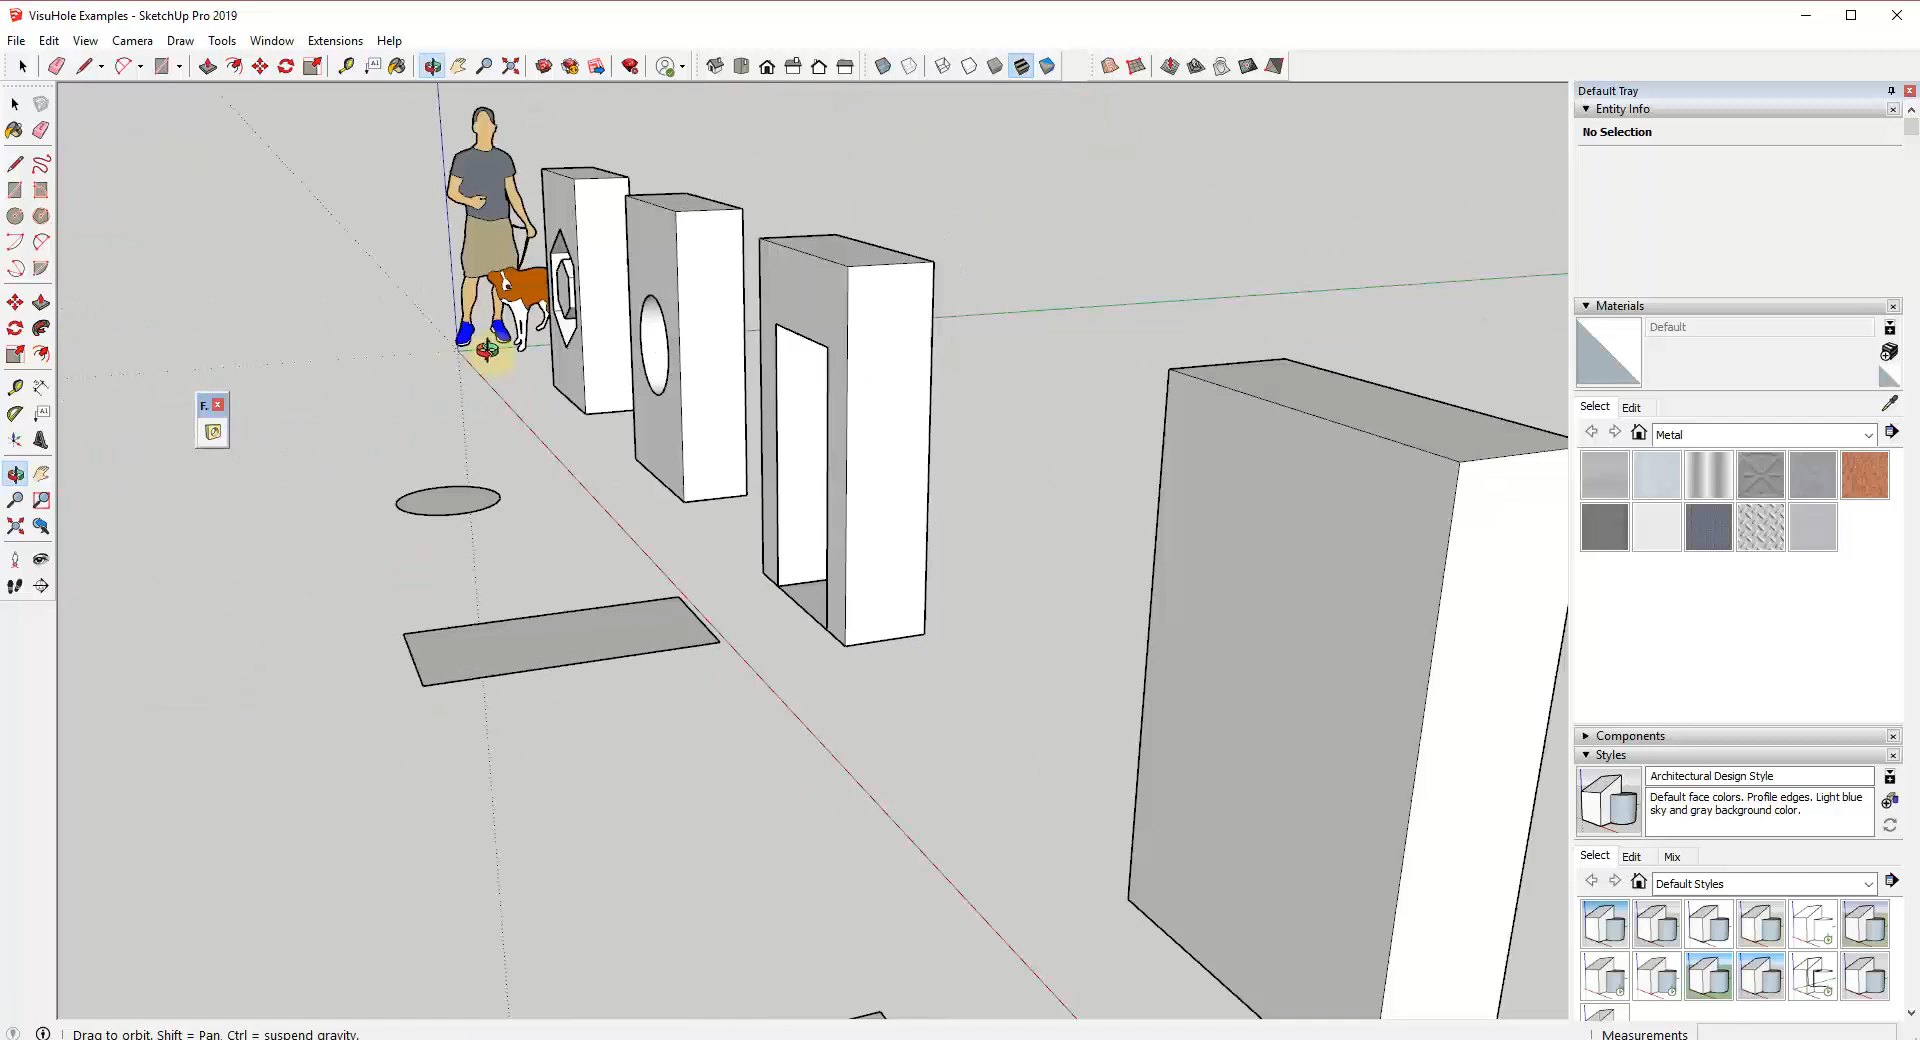 VisuHole Examples - SketchUp Pro 2019
File Edit View Camera Draw Tools Window Extensions Help
Default Tray
Entity Info
No Selection
Materials
Default
Select Edit
Metal
F.
Components
Styles
Architectural Design Style
Default face colors. Profile edges. Light blue
sky and gray background color.
Select Edit Mix
Default Styles
Drag to orbit. Shift = Pan, Ctrl = suspend gravity.
Measurements